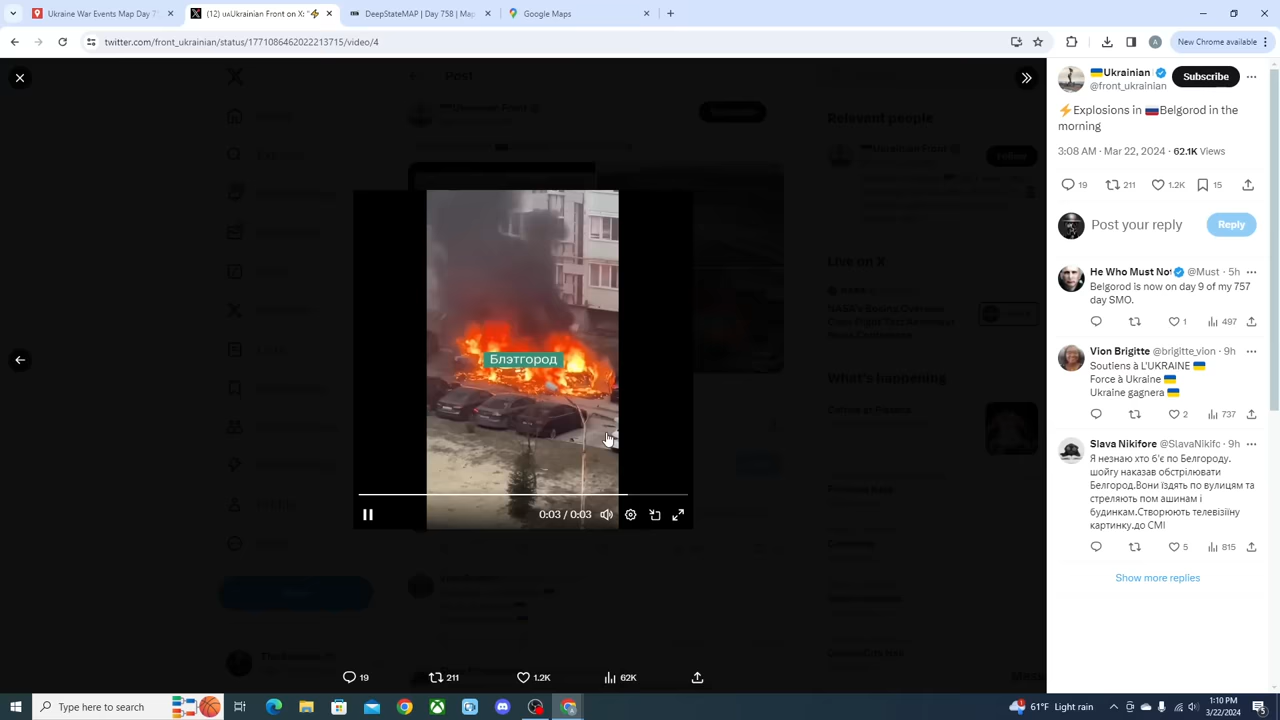 Ukraine War Events Map Day 7
(12) Ukrainian Front on X: "⚡
DeepStateMAP | Day 758 | Map
Google Maps
twitter.com/front_ukrainian/status/1771086462022213715/video/4
New Chrome available
Post
Relevant people
Live on X
What's happening
Блэтгород
0:03 / 0:03
19
211
1.2K
62K
Ukrainian
@front_ukrainian
Subscribe
⚡Explosions in 🇷🇺Belgorod in the
morning
3:08 AM · Mar 22, 2024 · 62.1K Views
19
211
1.2K
15
Post your reply
Reply
He Who Must Not @Must · 5h
Belgorod is now on day 9 of my 757
day SMO.
1
497
Vion Brigitte @brigitte_vion · 9h
Soutiens à L'UKRAINE 🇺🇦
Force à Ukraine 🇺🇦
Ukraine gagnera 🇺🇦
2
737
Slava Nikifore @SlavaNikifo · 9h
Я незнаю хто б'є по Белгороду.
шойгу наказав обстрілювати
Белгород.Вони їздять по вулицям та
стреляють пом ашинам і
будинкам.Створюють телевізіїну
картинку.до СМІ
5
815
Show more replies
Type here to search
61°F Light rain
1:10 PM
3/22/2024